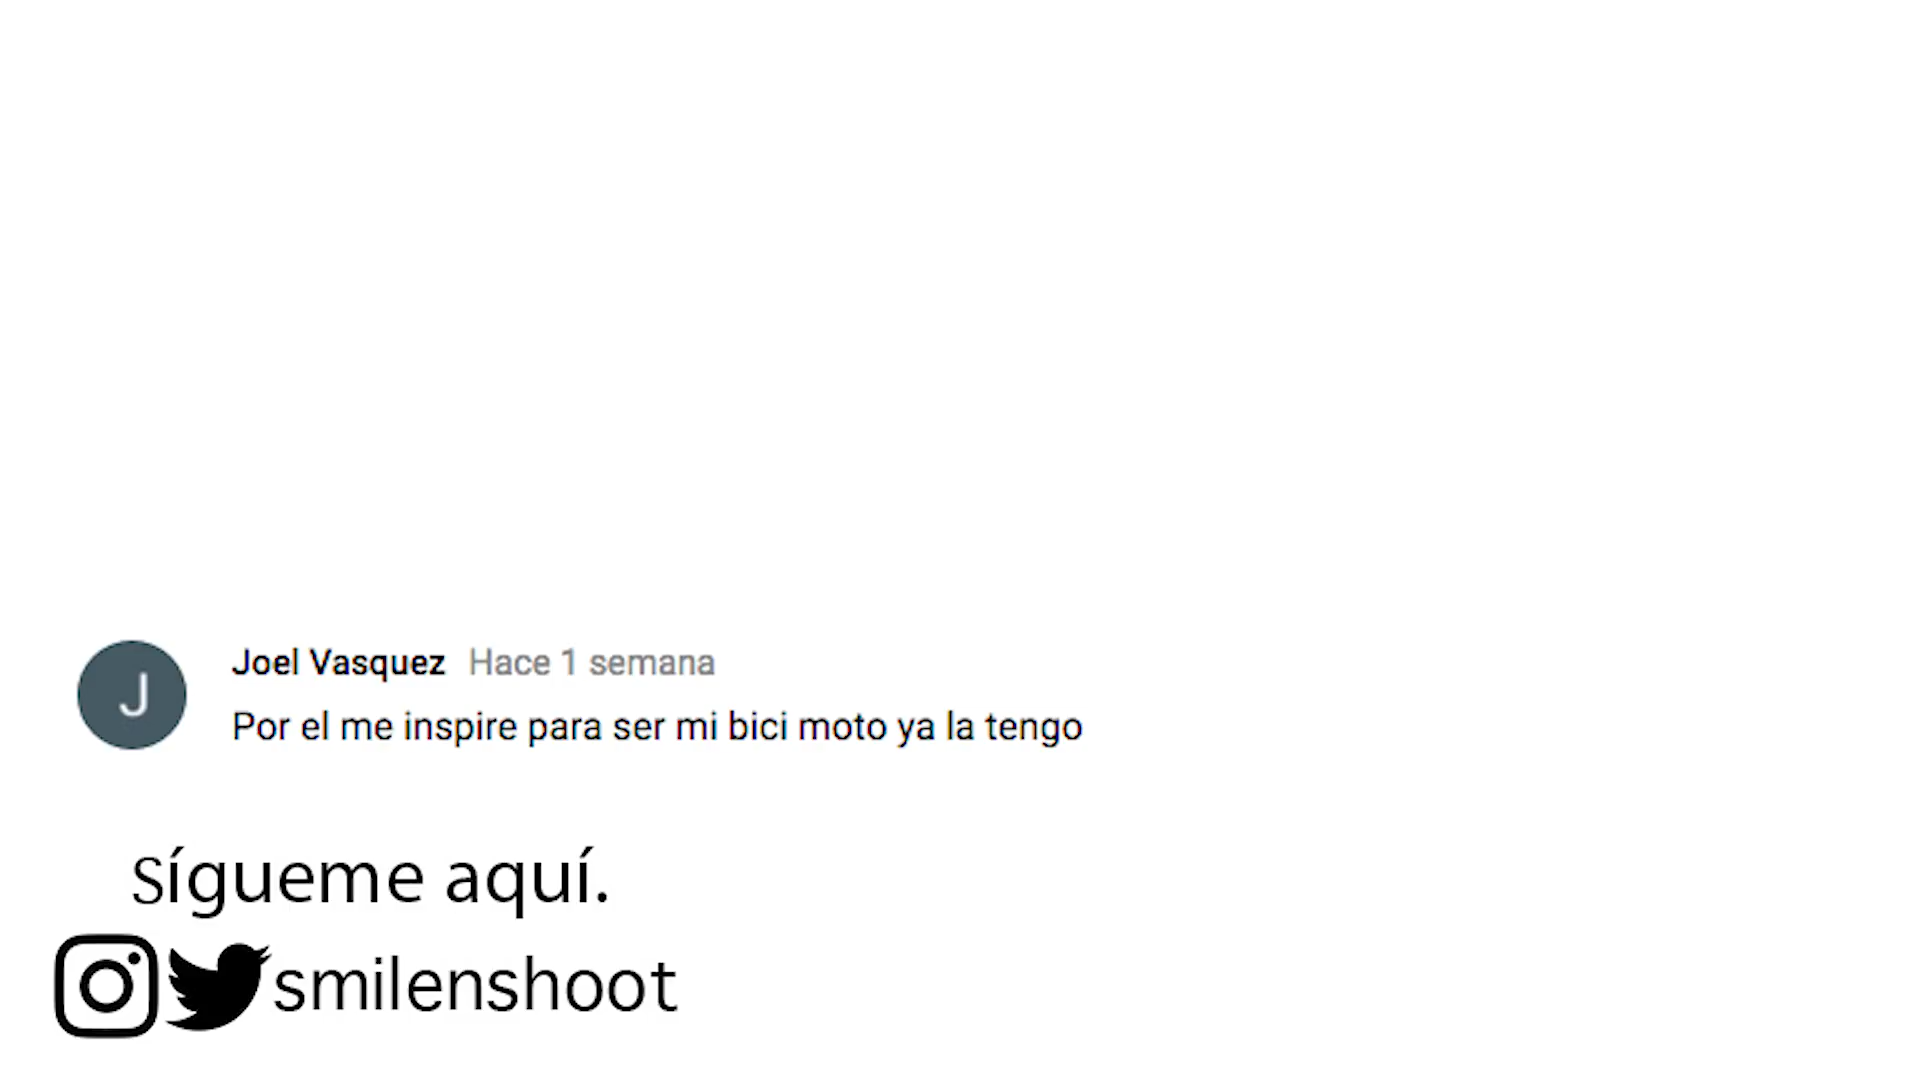 J
Joel Vasquez Hace 1 semana
Por el me inspire para ser mi bici moto ya la tengo
Sígueme aquí.
smilenshoot